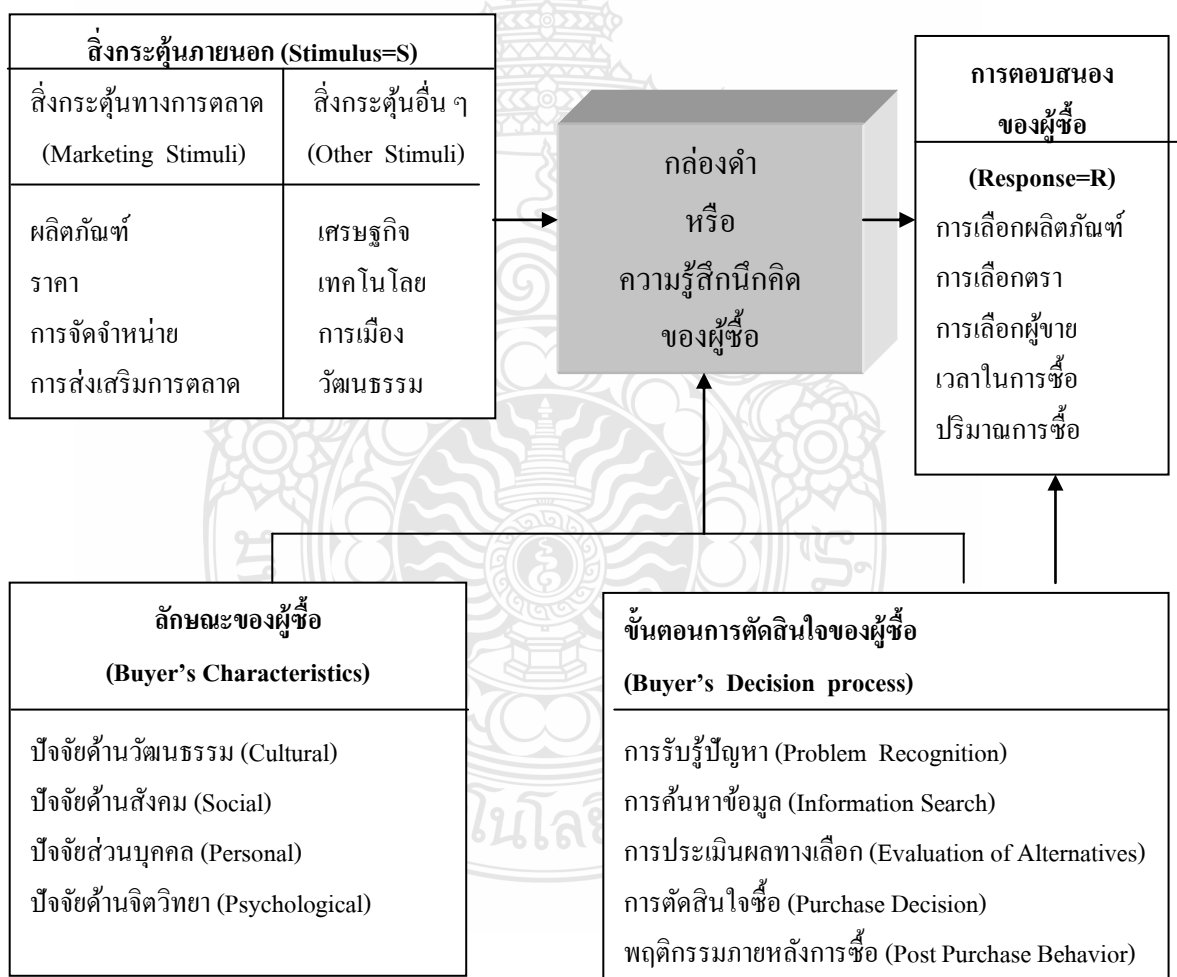 สิ่งกระตุ้นภายนอก (Stimulus=S)
สิ่งกระตุ้นทางการตลาด
(Marketing Stimuli)
สิ่งกระตุ้นอื่น ๆ
(Other Stimuli)
ผลิตภัณฑ์
ราคา
การจัดจำหน่าย
การส่งเสริมการตลาด
เศรษฐกิจ
เทคโนโลย
การเมือง
วัฒนธรรม
กล่องดำ
หรือ
ความรู้สึกนึกคิด
ของผู้ซื้อ
การตอบสนอง
ของผู้ซื้อ
(Response=R)
การเลือกผลิตภัณฑ์
การเลือกตรา
การเลือกผู้ขาย
เวลาในการซื้อ
ปริมาณการซื้อ
ลักษณะของผู้ซื้อ
(Buyer’s Characteristics)
ปัจจัยด้านวัฒนธรรม (Cultural)
ปัจจัยด้านสังคม (Social)
ปัจจัยส่วนบุคคล (Personal)
ปัจจัยด้านจิตวิทยา (Psychological)
ขั้นตอนการตัดสินใจของผู้ซื้อ
(Buyer’s Decision process)
การรับรู้ปัญหา (Problem Recognition)
การค้นหาข้อมูล (Information Search)
การประเมินผลทางเลือก (Evaluation of Alternatives)
การตัดสินใจซื้อ (Purchase Decision)
พฤติกรรมภายหลังการซื้อ (Post Purchase Behavior)